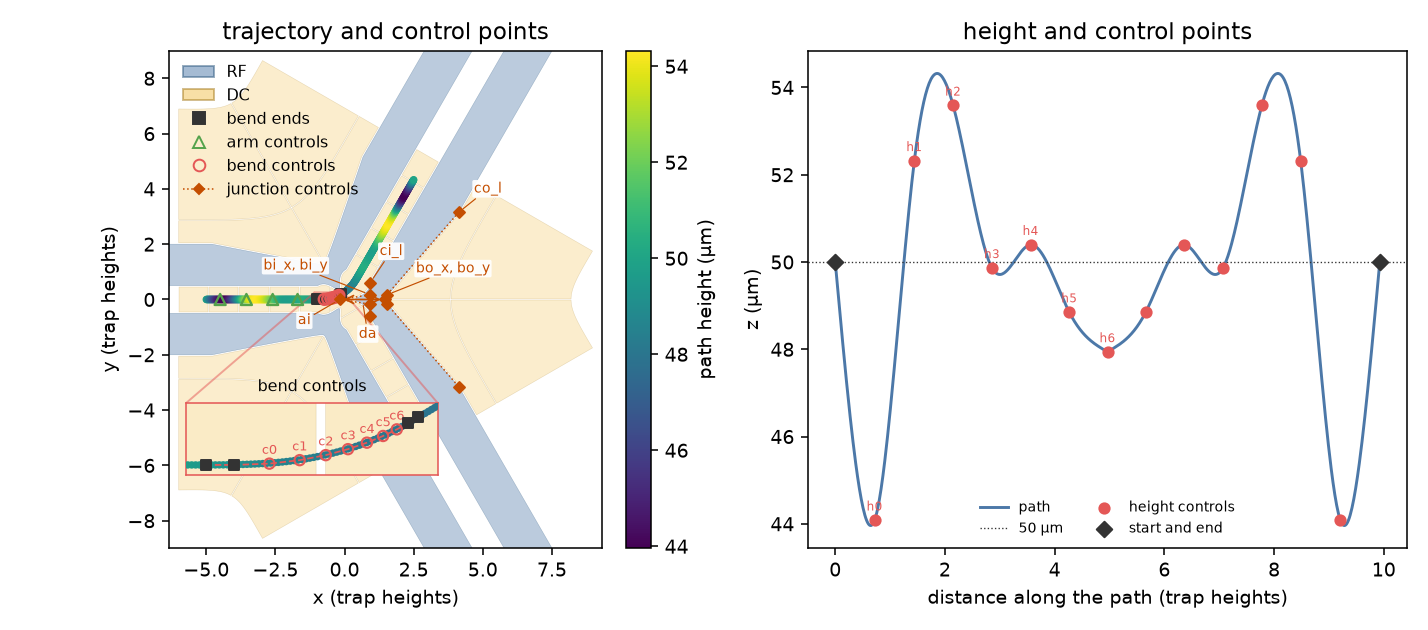 trajectory and control points
RF
DC
bend ends
arm controls
bend controls
junction controls
co_l
ci_l
bi_x, bi_y
bo_x, bo_y
ai
da
bend controls
c0 c1 c2 c3 c4 c5 c6
8
6
4
2
0
−2
−4
−6
−8
y (trap heights)
−5.0 −2.5 0.0 2.5 5.0 7.5
x (trap heights)
54
52
50
48
46
44
path height (μm)
height and control points
54
52
50
48
46
44
z (μm)
h0
h1
h2
h3
h4
h5
h6
path
50 μm
height controls
start and end
0 2 4 6 8 10
distance along the path (trap heights)